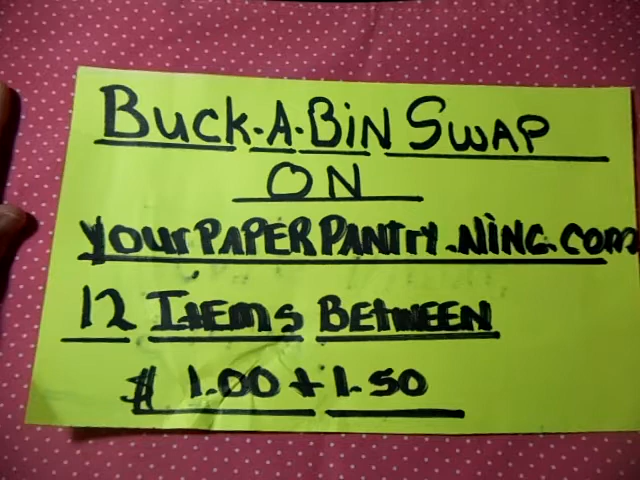 Buck-A-BiN SWAP
ON
yourPAPERPANtrY.NiNG.com
12 ITEMS BETWEEN
$ 1.00 + 1.50